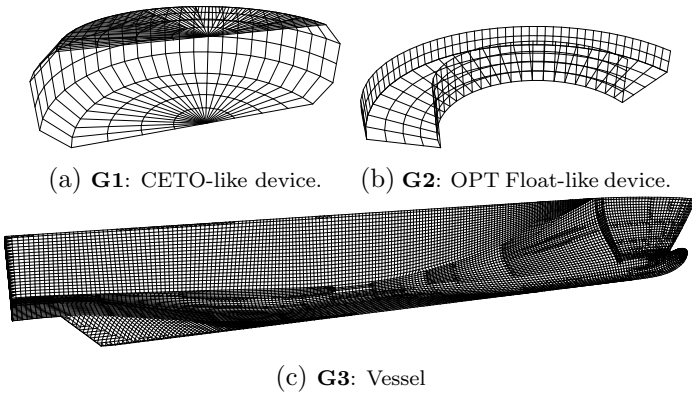 (a) G1: CETO-like device.
(b) G2: OPT Float-like device.
(c) G3: Vessel